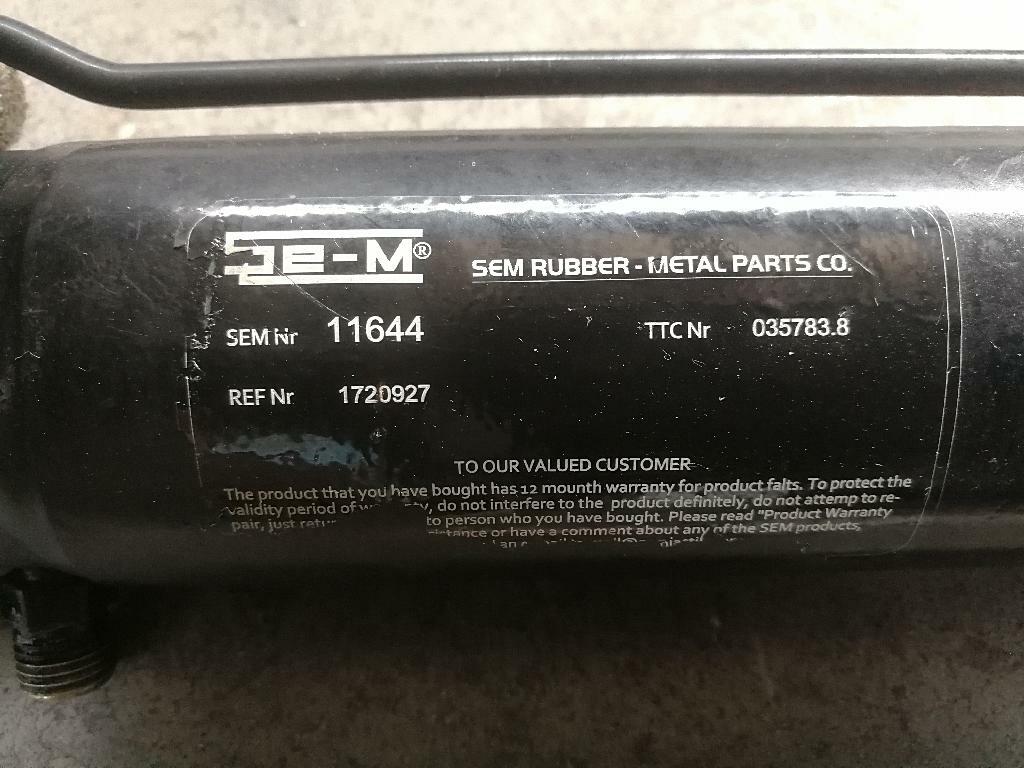 SE-M®
SEM RUBBER - METAL PARTS CO.
SEM Nr 11644
TTC Nr 035783.8
REF Nr 1720927
TO OUR VALUED CUSTOMER
The product that you have bought has 12 mounth warranty for product falts. To protect the
validity period of do not interfere to the product definitely, do not attemp to re-
pair, just to person who you have bought. Please read "Product Warranty
or have a comment about any of the SEM products,